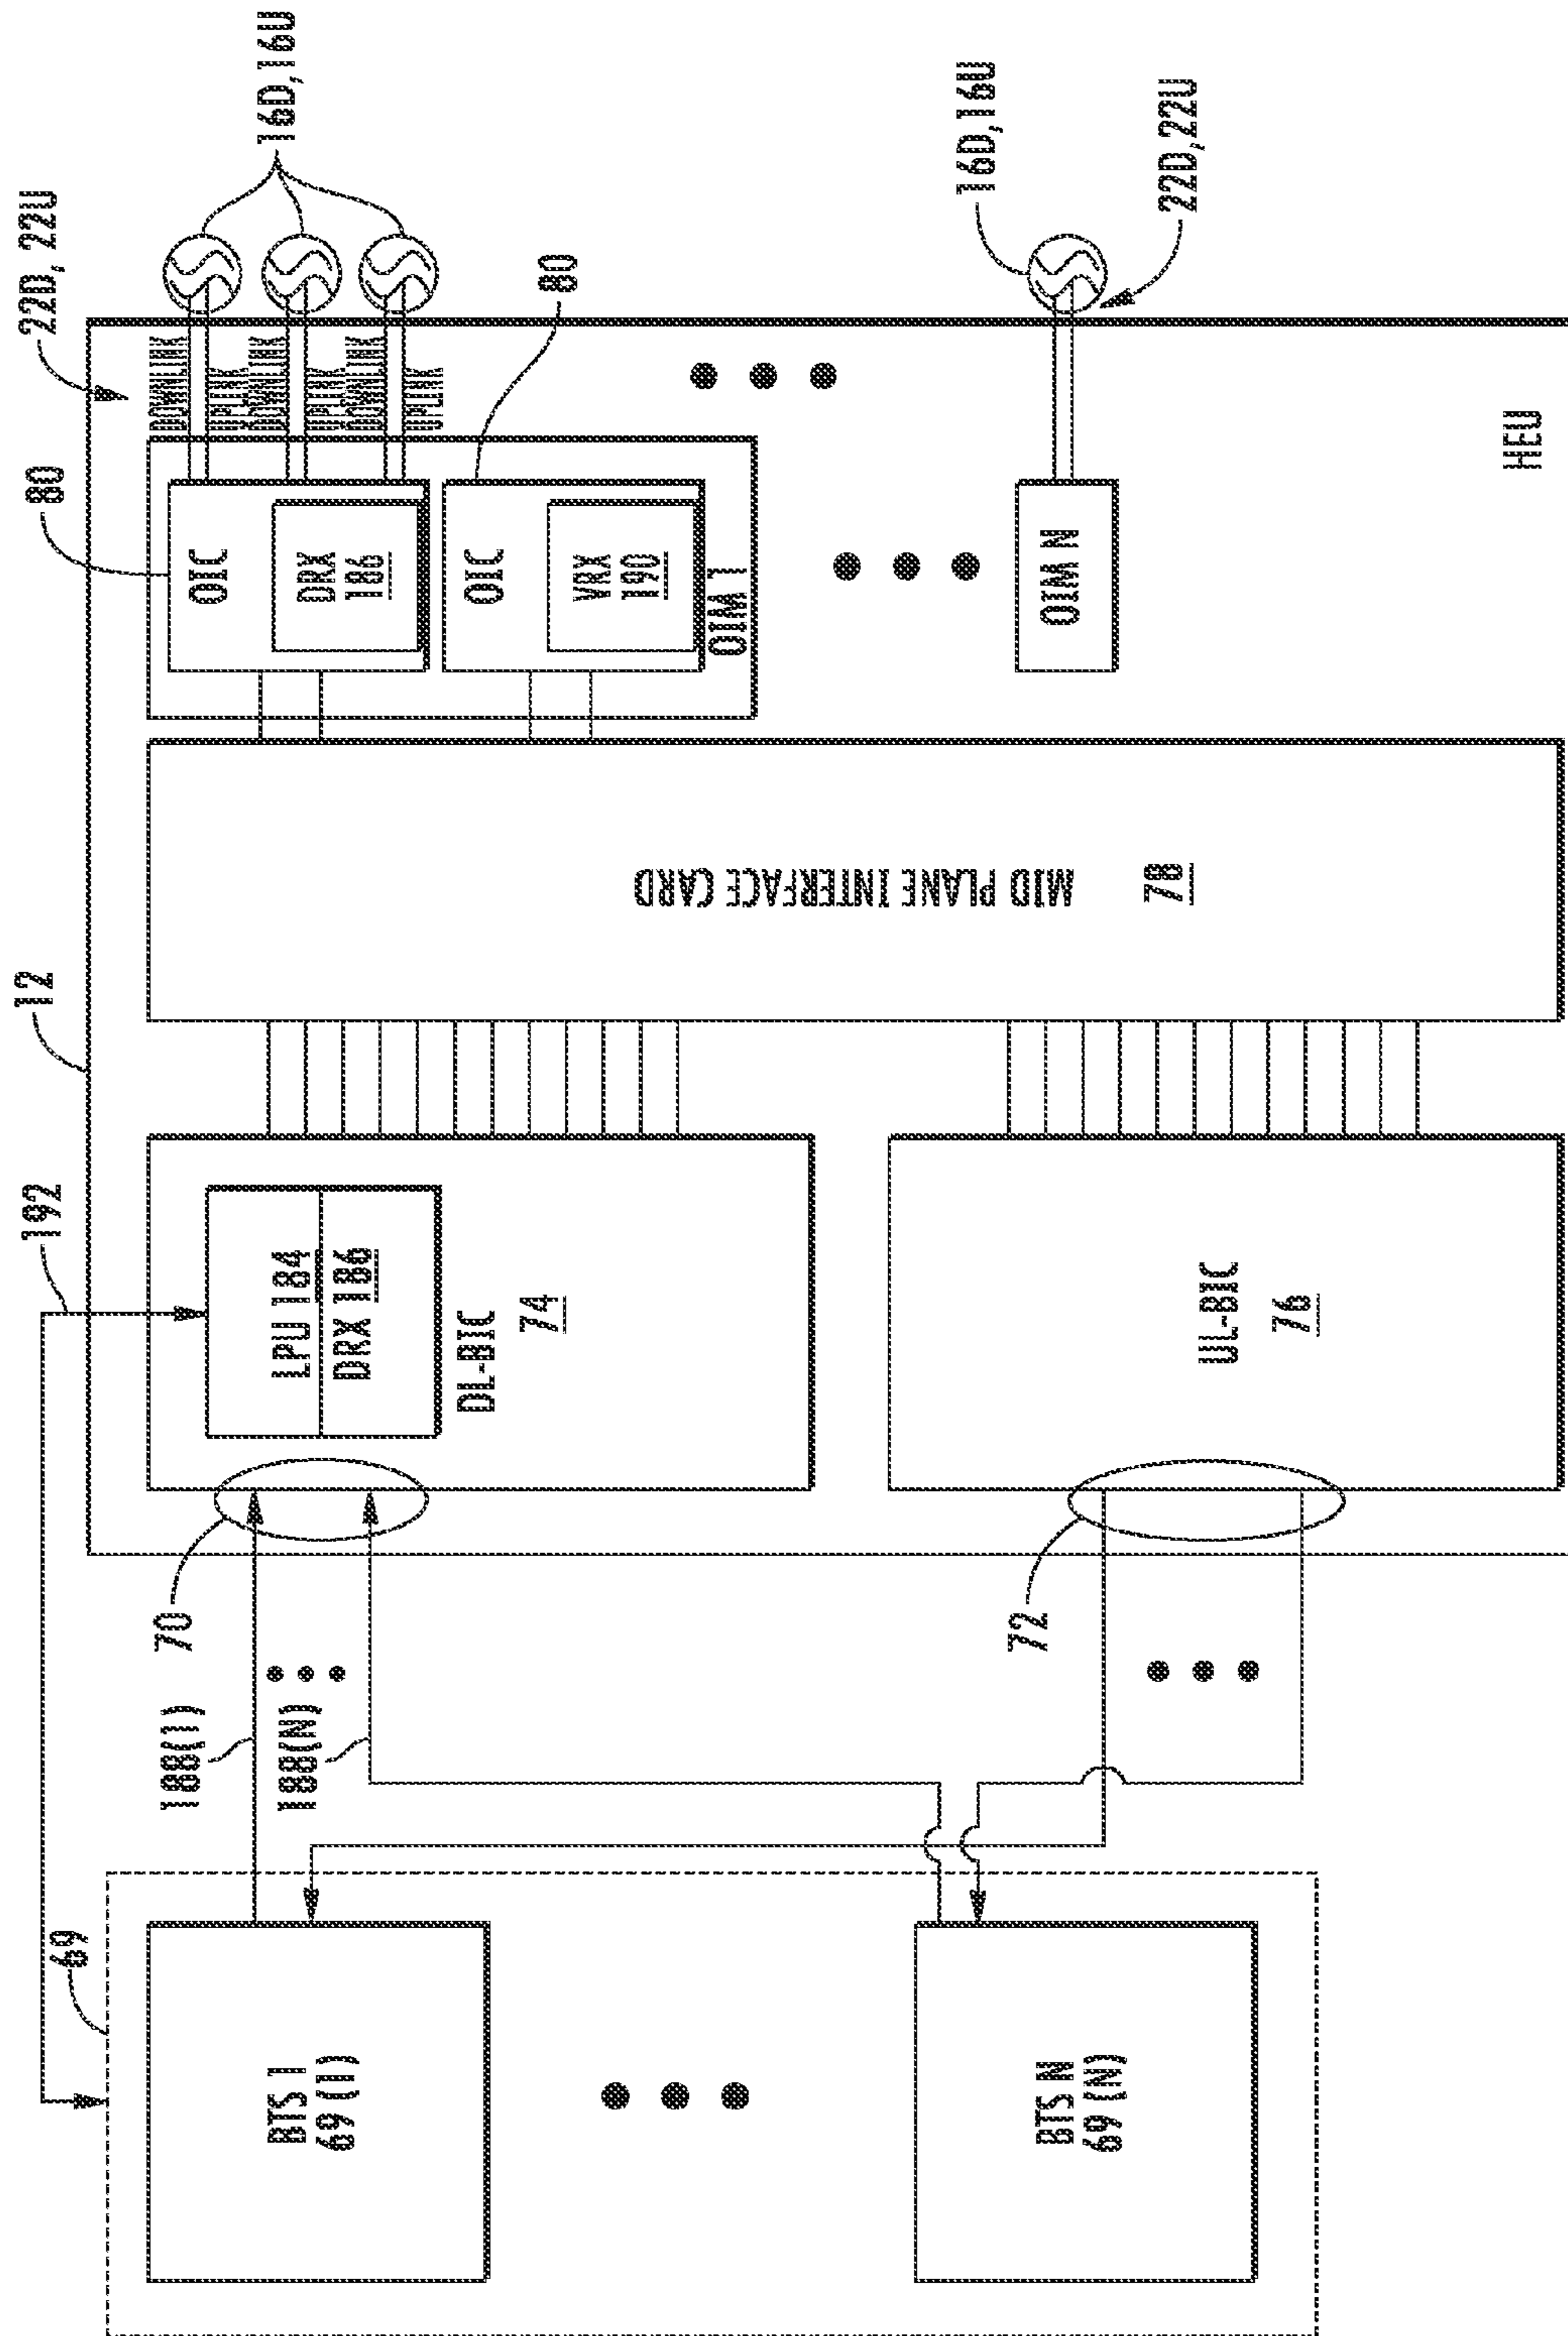 69
192
12
80
22D, 22U
BTS 1
69 (1)
188(1)
188(N)
70
LPU 184
DRX 186
DL-BIC
74
MID PLANE INTERFACE CARD
78
OIC
DRX
186
OIC
VRX
190
OIM 1
DOWNLINK
UPLINK
DOWNLINK
UPLINK
DOWNLINK
UPLINK
16D,16U
80
BTS N
69 (N)
72
UL-BIC
76
OIM N
16D,16U
22D,22U
HEU